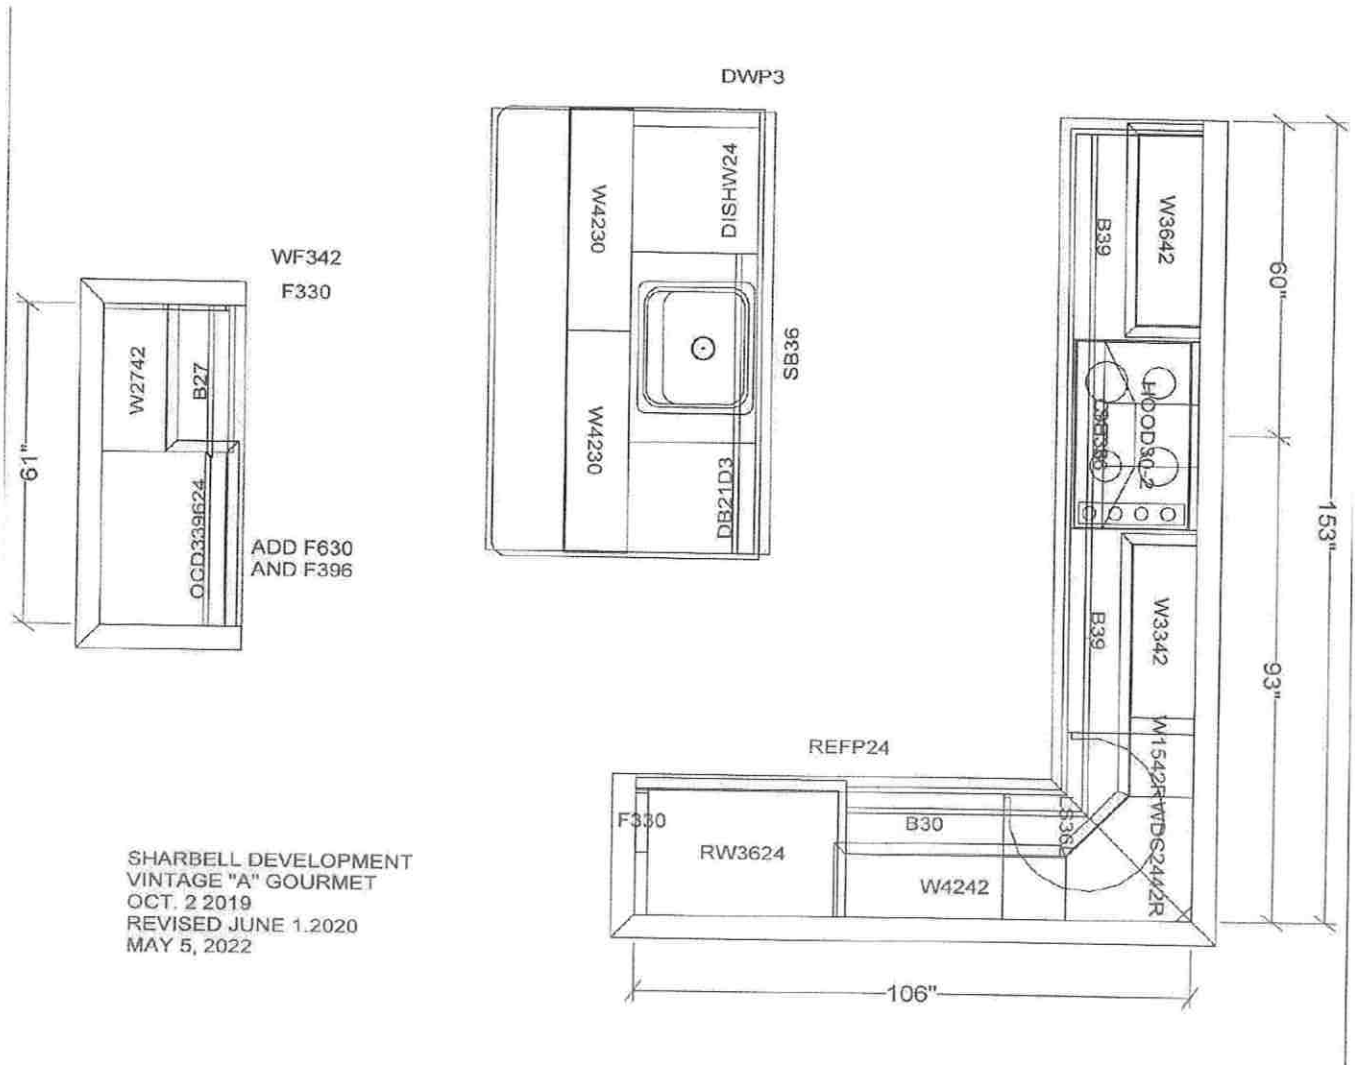 DWP3
W4230
DISHW24
W4230
SB36
DB21D3
WF342
F330
W2742
B27
61"
OCD339624
ADD F630
AND F396
B39
W3642
60"
HOOD30-2
153"
B39
W3342
93"
W1542R
WDC2442R
REFP24
F330
RW3624
B30
W4242
106"
SHARBELL DEVELOPMENT
VINTAGE "A" GOURMET
OCT. 2 2019
REVISED JUNE 1.2020
MAY 5, 2022